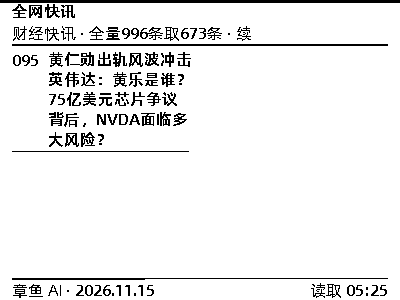 全网快讯
财经快讯 · 全量996条取673条 · 续
095 黄仁勋出轨风波冲击
英伟达：黄乐是谁？
75亿美元芯片争议
背后，NVDA面临多
大风险？
章鱼 AI · 2026.11.15 读取 05:25